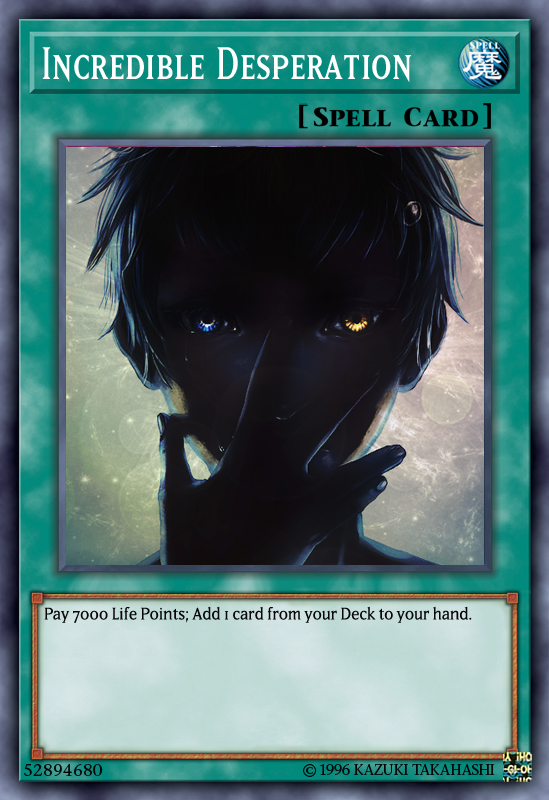 Incredible Desperation
SPELL
魔
[Spell Card]
Pay 7000 Life Points; Add 1 card from your Deck to your hand.
52894680
© 1996 KAZUKI TAKAHASHI